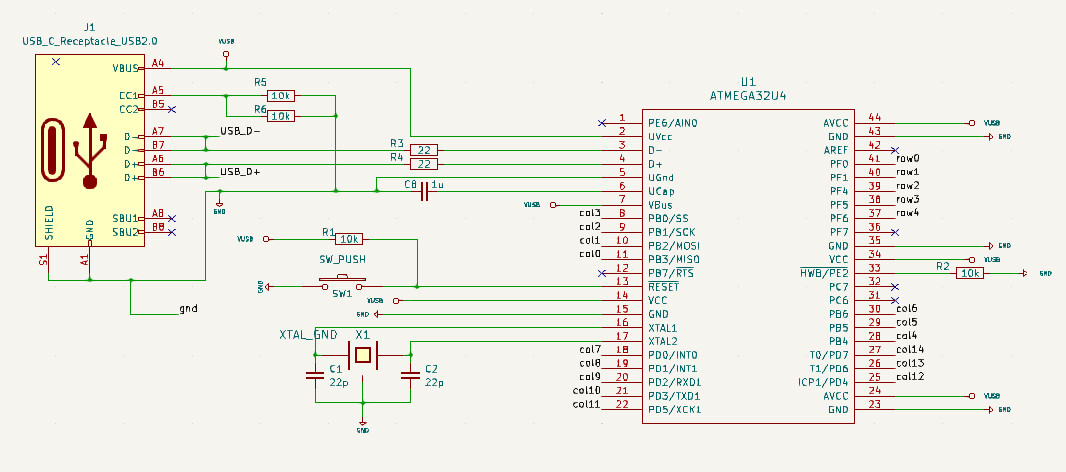 J1
USB_C_Receptacle_USB2.0
VBUS
A4
CC1
A5
CC2
B5
D-
A7
D-
B7
D+
A6
D+
B6
SBU1
A8
SBU2
B8
SHIELD
GND
S1
A1
gnd
VUSB
R5
10k
R6
10k
USB_D-
USB_D+
R3
22
R4
22
C8
1u
GND
VUSB
VUSB
R1
10k
SW_PUSH
SW1
GND
VUSB
GND
XTAL_GND
X1
C1
22p
C2
22p
GND
U1
ATMEGA32U4
1 PE6/AIN0
2 UVcc
3 D-
4 D+
5 UGnd
6 UCap
7 VBus
col3 8 PB0/SS
col2 9 PB1/SCK
col1 10 PB2/MOSI
col0 11 PB3/MISO
12 PB7/RTS
13 RESET
14 VCC
15 GND
16 XTAL1
17 XTAL2
col7 18 PD0/INT0
col8 19 PD1/INT1
col9 20 PD2/RXD1
col10 21 PD3/TXD1
col11 22 PD5/XCK1
AVCC 44 VUSB
GND 43 GND
AREF 42
PF0 41 row0
PF1 40 row1
PF4 39 row2
PF5 38 row3
PF6 37 row4
PF7 36
GND 35 GND
VCC 34 VUSB
HWB/PE2 33 R2 10k GND
PC7 32
PC6 31
PB6 30 col6
PB5 29 col5
PB4 28 col4
T0/PD7 27 col14
T1/PD6 26 col13
ICP1/PD4 25 col12
AVCC 24 VUSB
GND 23 GND